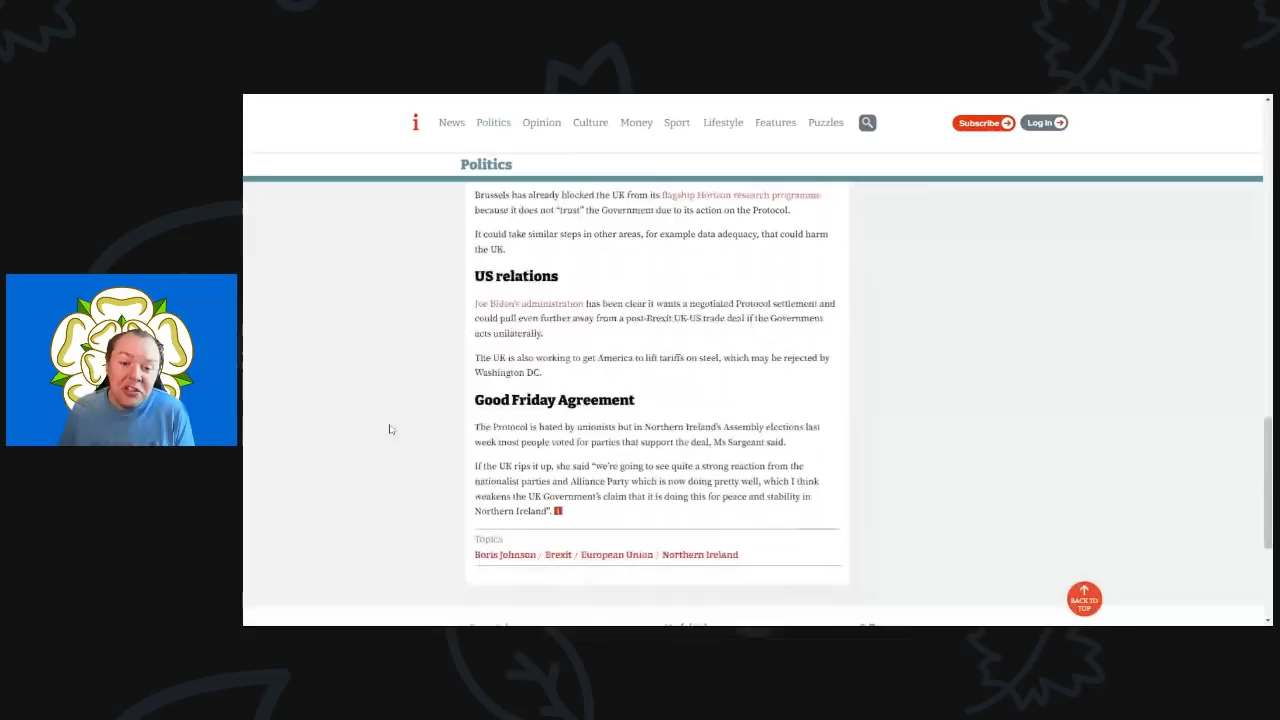 i News Politics Opinion Culture Money Sport Lifestyle Features Puzzles Subscribe Log In
Politics
Brussels has already blocked the UK from its flagship Horizon research programme
because it does not “trust” the Government due to its action on the Protocol.
It could take similar steps in other areas, for example data adequacy, that could harm
the UK.
US relations
Joe Biden's administration has been clear it wants a negotiated Protocol settlement and
could pull even further away from a post-Brexit UK-US trade deal if the Government
acts unilaterally.
The UK is also working to get America to lift tariffs on steel, which may be rejected by
Washington DC.
Good Friday Agreement
The Protocol is hated by unionists but in Northern Ireland's Assembly elections last
week most people voted for parties that support the deal, Ms Sargeant said.
If the UK rips it up, she said “we're going to see quite a strong reaction from the
nationalist parties and Alliance Party which is now doing pretty well, which I think
weakens the UK Government's claim that it is doing this for peace and stability in
Northern Ireland”. i
Topics
Boris Johnson / Brexit / European Union / Northern Ireland
BACK TO
TOP